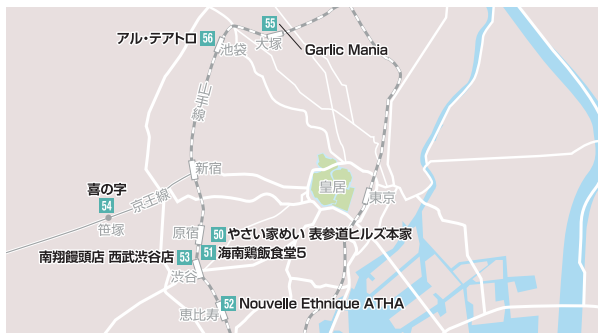 55
アル・テアトロ 56
池袋
大塚
Garlic Mania
山手線
新宿
喜の字
54
京王線
笹塚
皇居
東京
原宿
50 やさい家めい 表参道ヒルズ本家
51 海南鶏飯食堂5
南翔饅頭店 西武渋谷店 53
渋谷
52 Nouvelle Ethnique ATHA
恵比寿